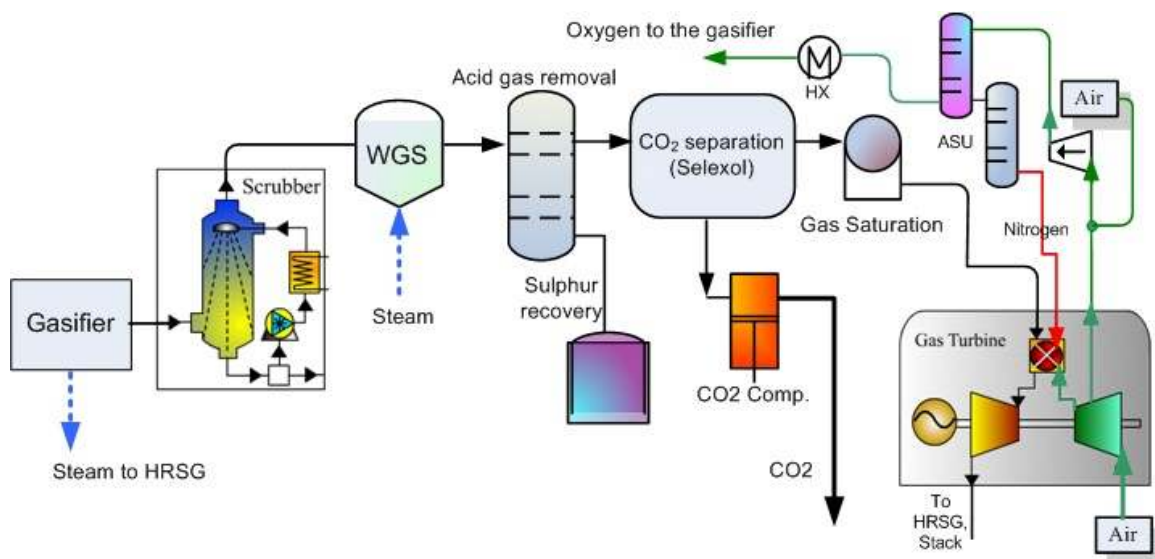 Oxygen to the gasifier
HX
Air
ASU
Acid gas removal
WGS
CO₂ separation
(Selexol)
Scrubber
Gas Saturation
Nitrogen
Gasifier
Steam
Sulphur
recovery
Gas Turbine
CO2 Comp.
Steam to HRSG
CO2
To
HRSG,
Stack
Air